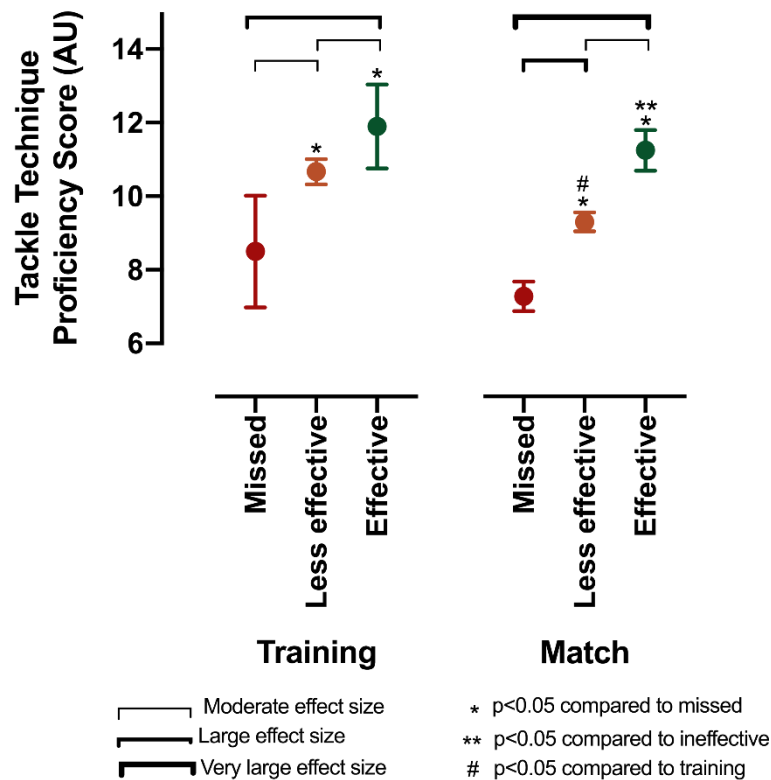 Tackle Technique
Proficiency Score (AU)
14
12
10
8
6
*
*
**
*
#
*
Missed
Less effective
Effective
Missed
Less effective
Effective
Training
Match
Moderate effect size
Large effect size
Very large effect size
* p<0.05 compared to missed
** p<0.05 compared to ineffective
# p<0.05 compared to training